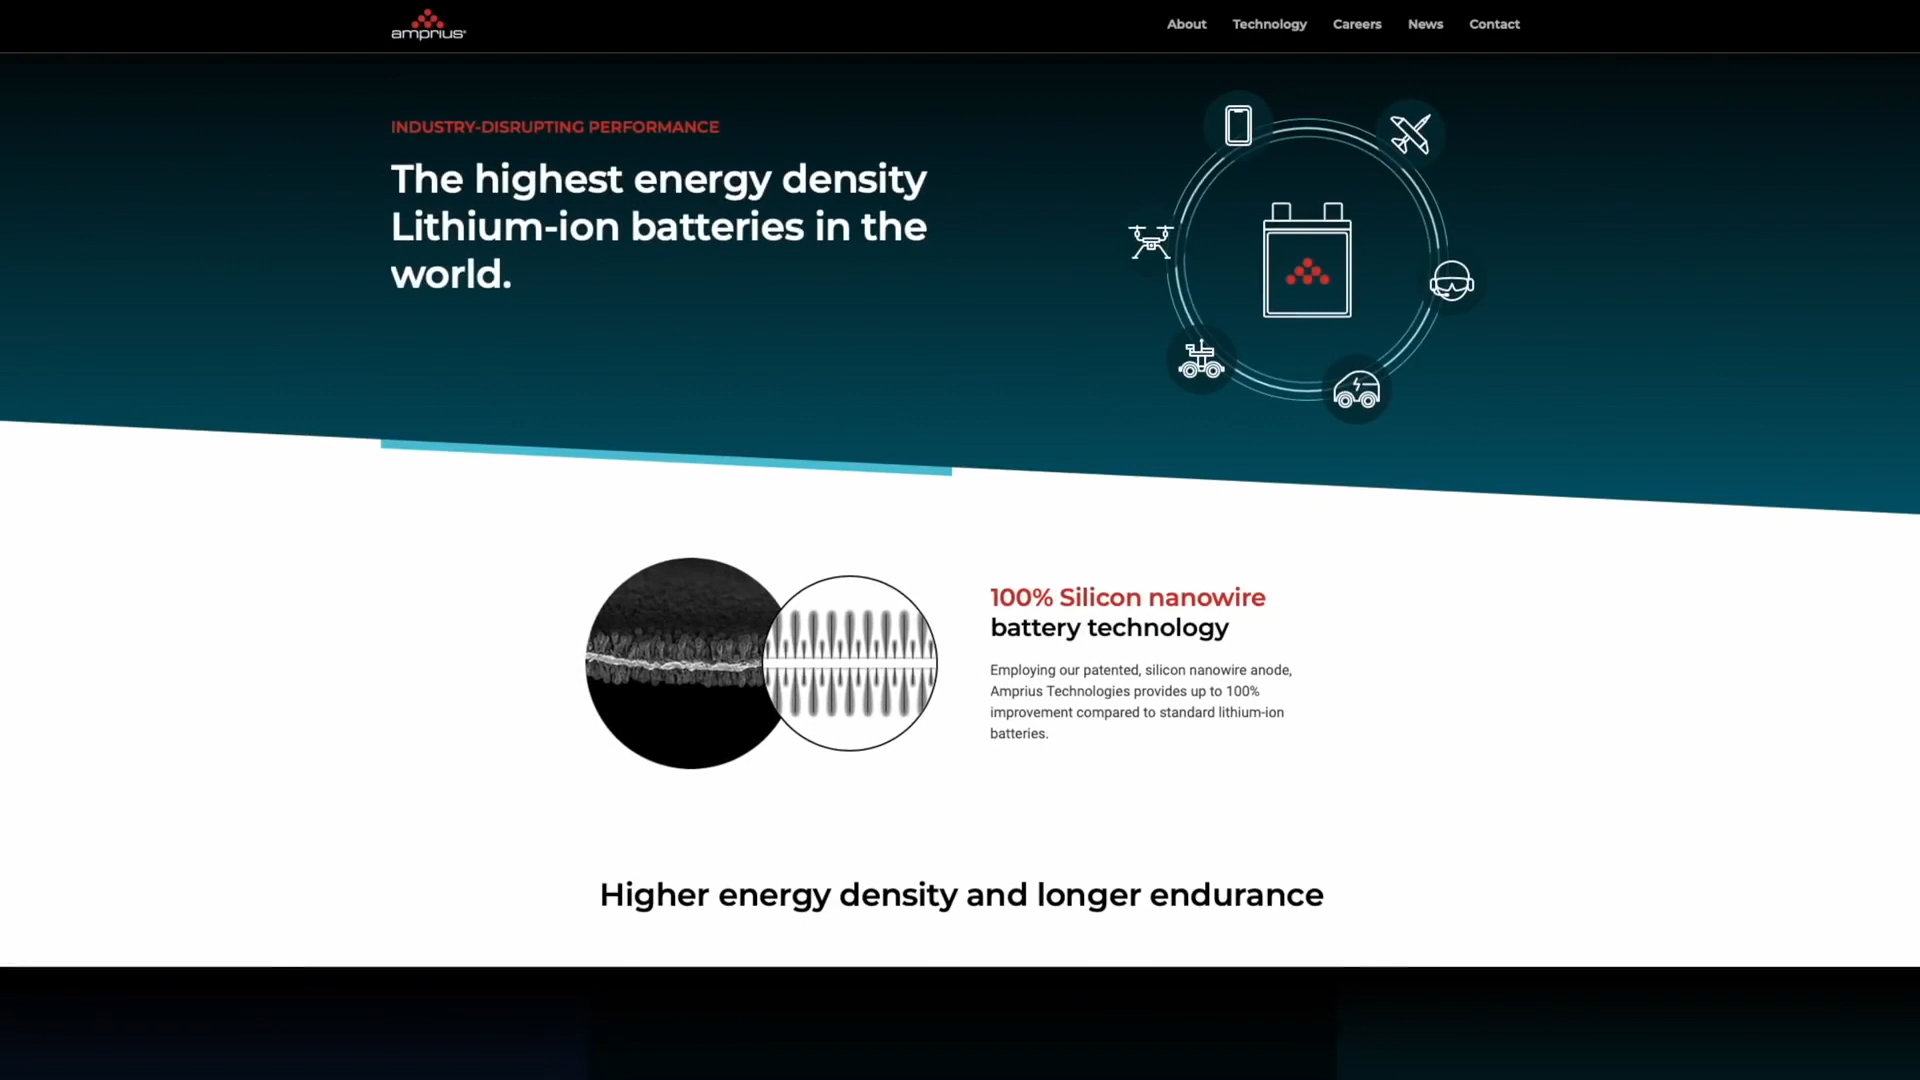 amprius
About
Technology
Careers
News
Contact
INDUSTRY-DISRUPTING PERFORMANCE
The highest energy density
Lithium-ion batteries in the
world.
100% Silicon nanowire
battery technology
Employing our patented, silicon nanowire anode,
Amprius Technologies provides up to 100%
improvement compared to standard lithium-ion
batteries.
Higher energy density and longer endurance